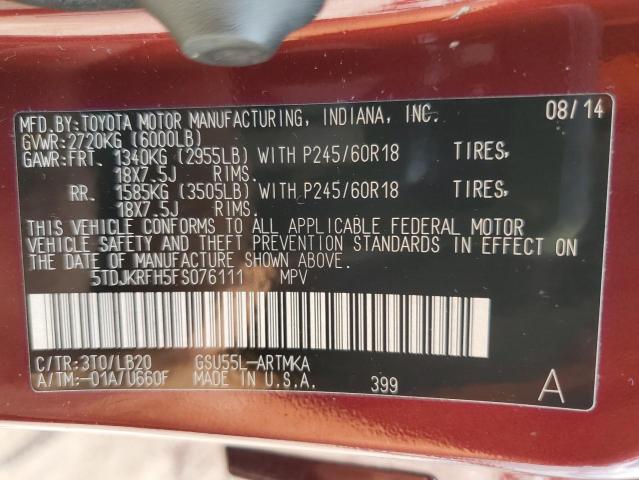 MFD.BY:TOYOTA MOTOR MANUFACTURING, INDIANA, INC. 08/14
GVWR:2720KG (6000LB)
GAWR:FRT. 1340KG (2955LB) WITH P245/60R18 TIRES,
18X7.5J RIMS.
RR. 1585KG (3505LB) WITH P245/60R18 TIRES,
18X7.5J RIMS.
THIS VEHICLE CONFORMS TO ALL APPLICABLE FEDERAL MOTOR
VEHICLE SAFETY AND THEFT PREVENTION STANDARDS IN EFFECT ON
THE DATE OF MANUFACTURE SHOWN ABOVE.
5TDJKRFH5FS076111 MPV
C/TR:3T0/LB20 GSU55L-ARTMKA
A/TM:-01A/U660F MADE IN U.S.A. 399 A